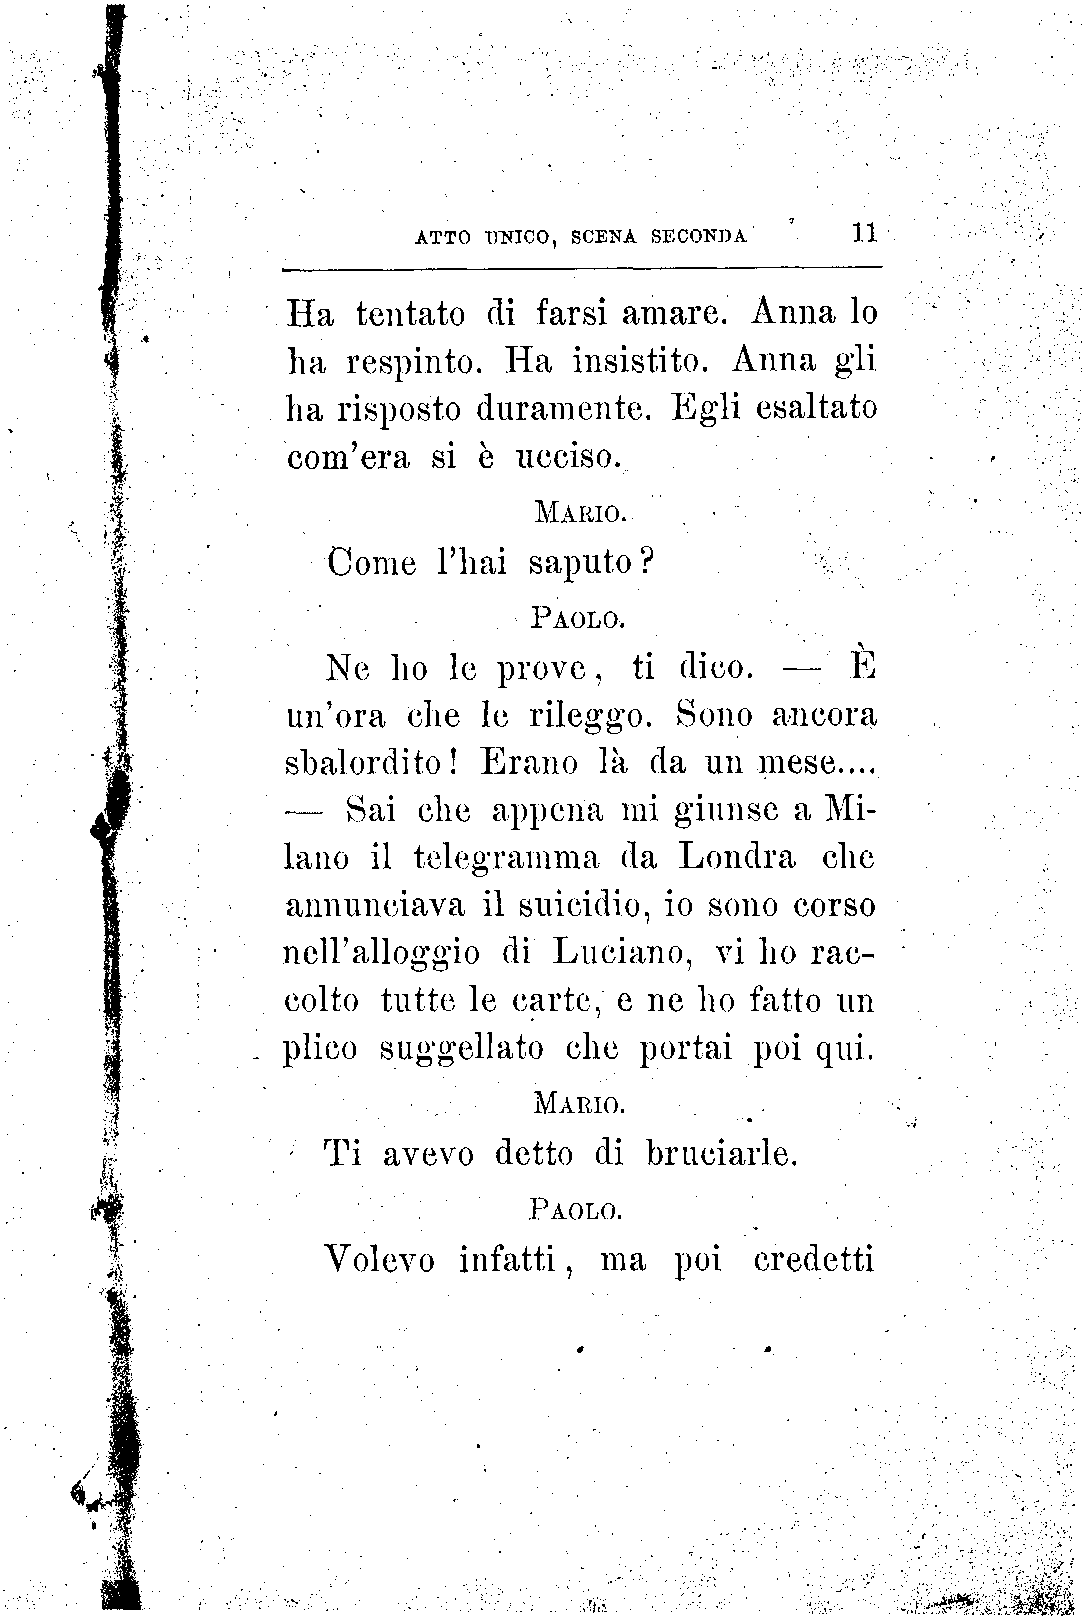 ATTO UNICO, SCENA SECONDA 11
Ha tentato di farsi amare. Anna lo
ha respinto. Ha insistito. Anna gli
ha risposto duramente. Egli esaltato
com'era si è ucciso.
MARIO.
Come l'hai saputo?
PAOLO.
Ne ho le prove, ti dico. — È
un'ora che le rileggo. Sono ancora
sbalordito! Erano là da un mese....
— Sai che appena mi giunse a Mi-
lano il telegramma da Londra che
annunciava il suicidio, io sono corso
nell'alloggio di Luciano, vi ho rac-
colto tutte le carte, e ne ho fatto un
plico suggellato che portai poi qui.
MARIO.
Ti avevo detto di bruciarle.
PAOLO.
Volevo infatti, ma poi credetti